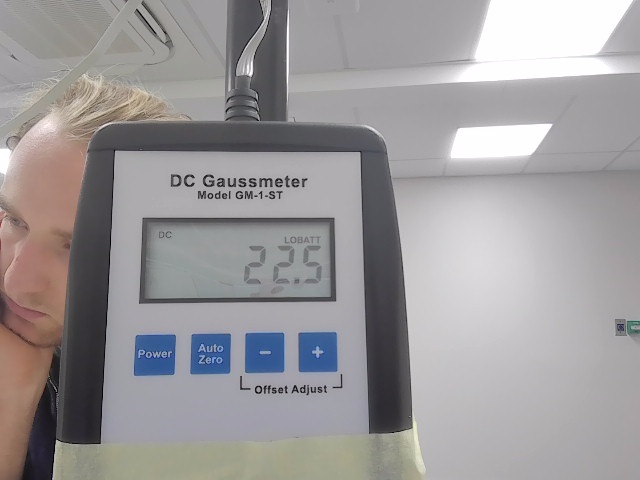 DC Gaussmeter
Model GM-1-ST
DC
LOBATT
22.5
Power
Auto
Zero
-
+
Offset Adjust